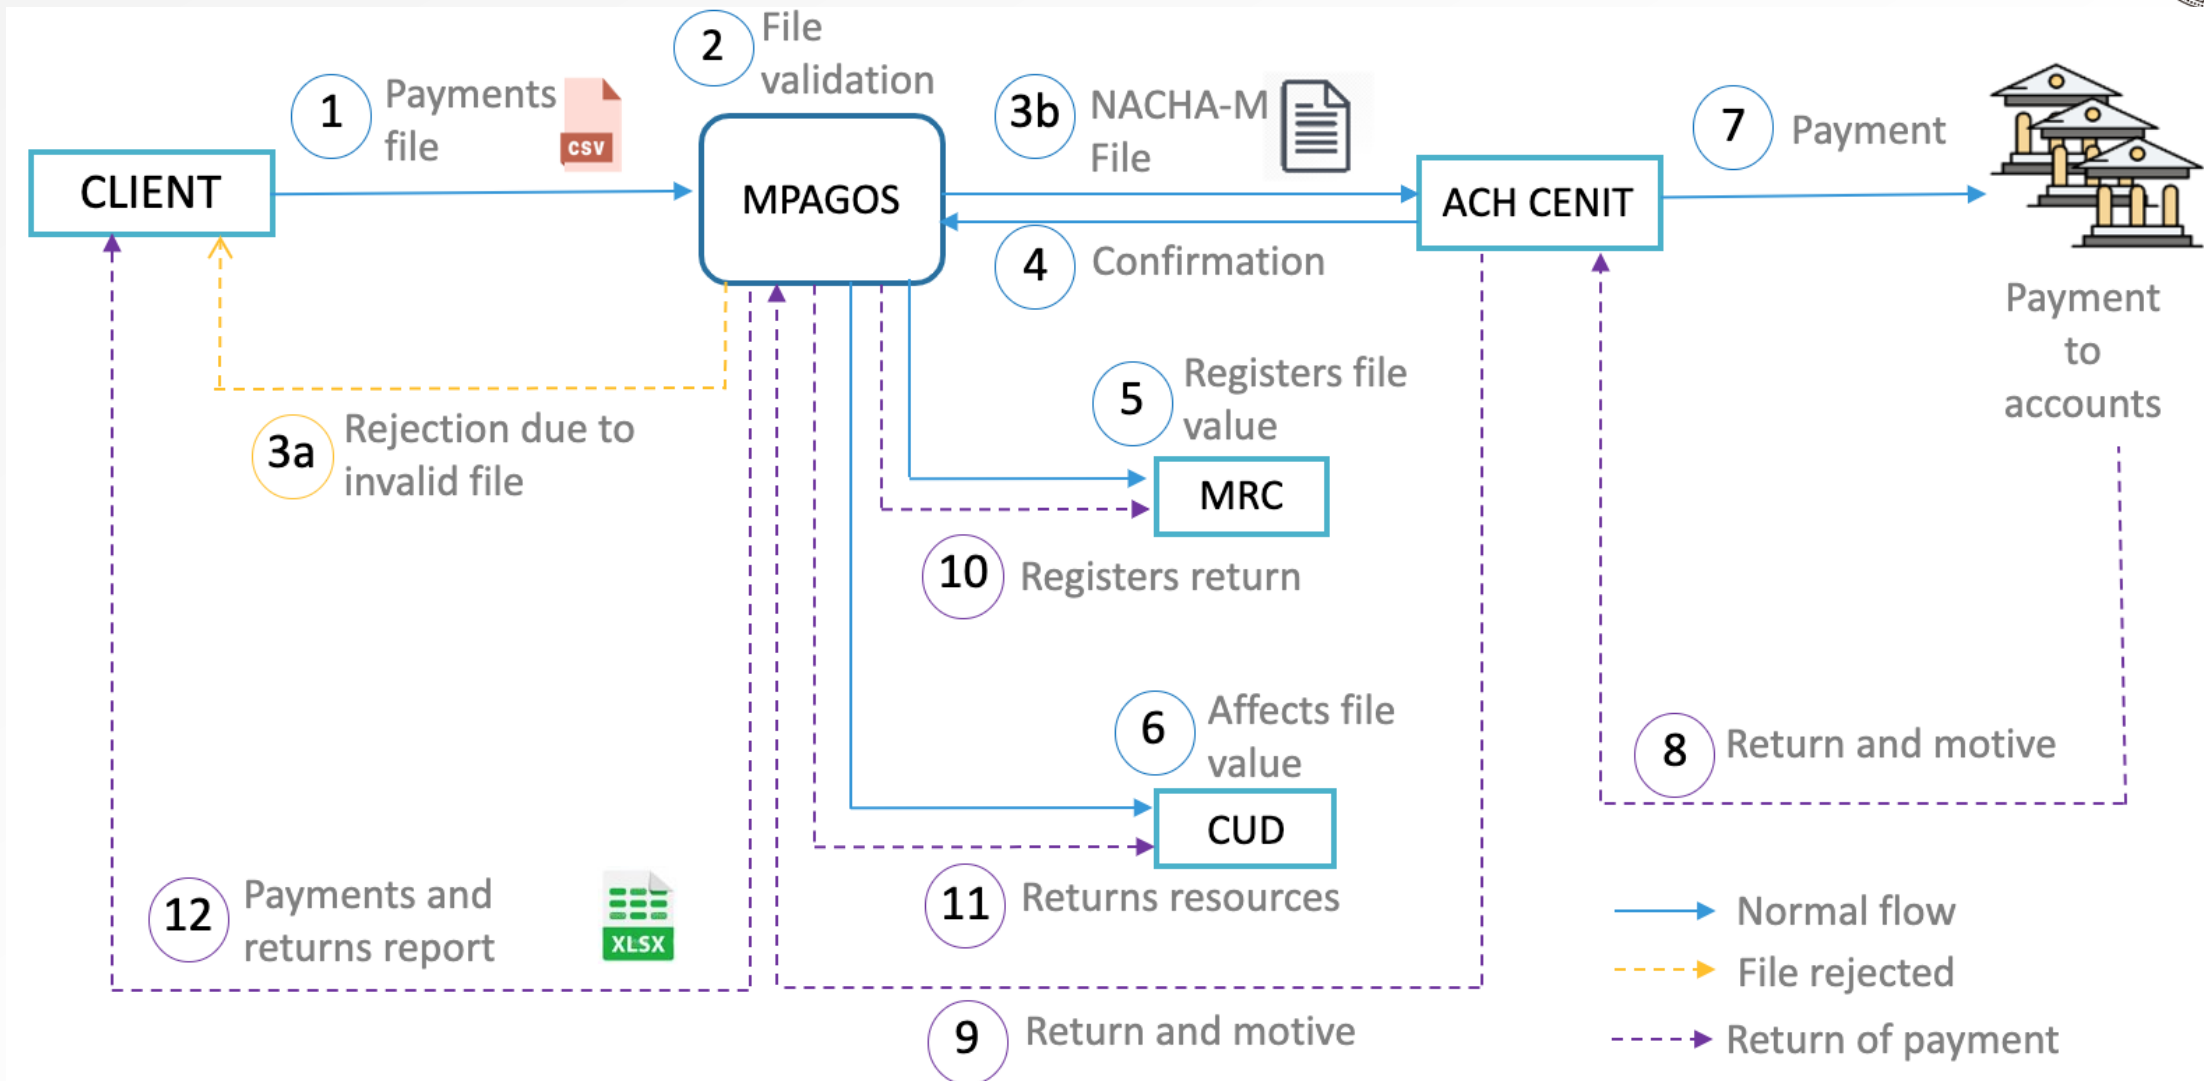 1
Payments
file
CSV
2
File
validation
3b
NACHA-M
File
7
Payment
CLIENT
MPAGOS
ACH CENIT
4
Confirmation
Payment
to
accounts
3a
Rejection due to
invalid file
5
Registers file
value
MRC
10
Registers return
6
Affects file
value
CUD
8
Return and motive
12
Payments and
returns report
XLSX
11
Returns resources
9
Return and motive
Normal flow
File rejected
Return of payment